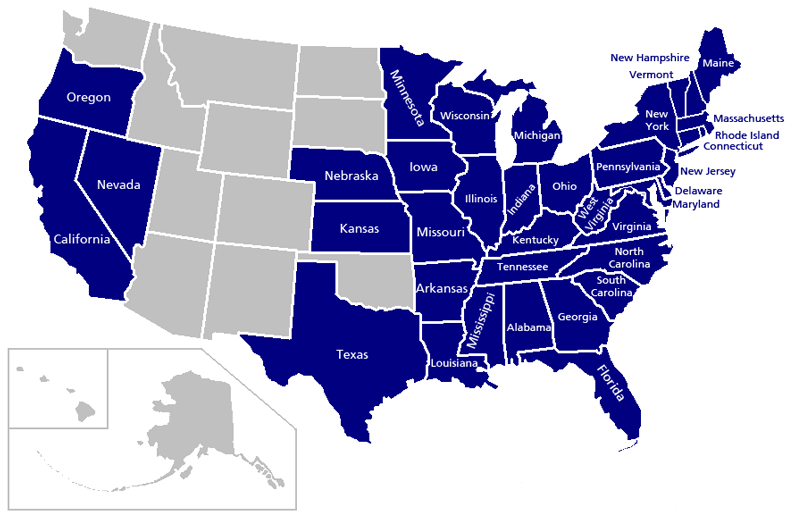 New Hampshire
Maine
Vermont
Minnesota
Oregon
Wisconsin
New
York
Massachusetts
Michigan
Rhode Island
Connecticut
Iowa
Pennsylvania
New Jersey
Nebraska
Nevada
Ohio
Illinois
Indiana
Delaware
Maryland
West
Virginia
Virginia
Kansas
Missouri
California
Kentucky
North
Carolina
Tennessee
South
Carolina
Arkansas
Mississippi
Georgia
Alabama
Texas
Louisiana
Florida